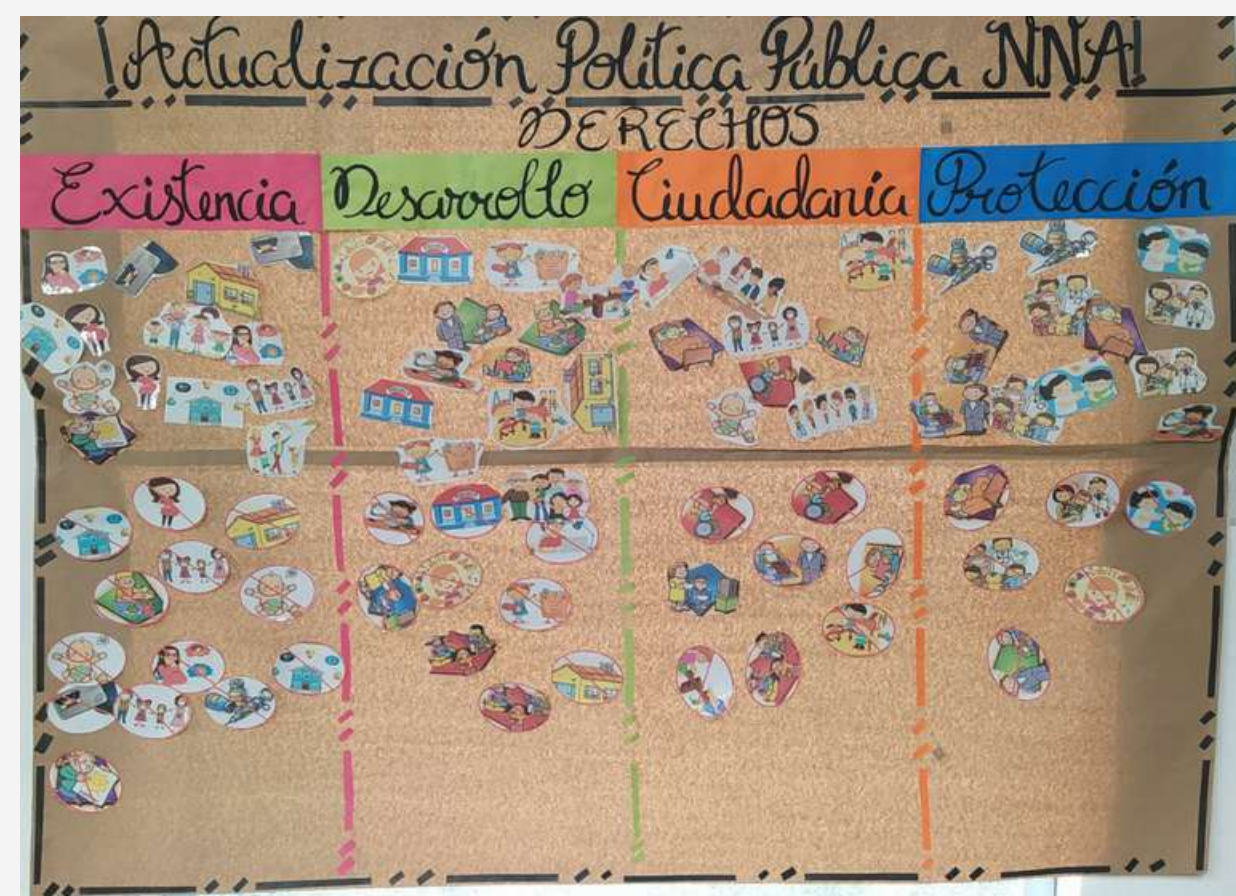 ¡Actualización Política Pública NNA!
DERECHOS
Existencia Desarrollo Ciudadanía Protección